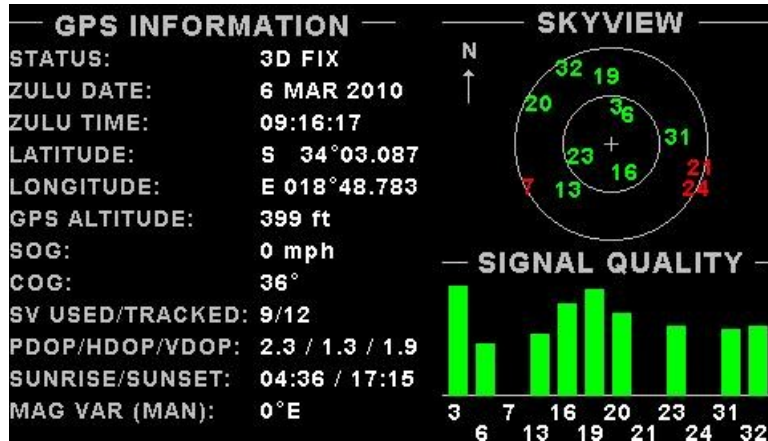 GPS INFORMATION
STATUS: 3D FIX
ZULU DATE: 6 MAR 2010
ZULU TIME: 09:16:17
LATITUDE: S 34°03.087
LONGITUDE: E 018°48.783
GPS ALTITUDE: 399 ft
SOG: 0 mph
COG: 36°
SV USED/TRACKED: 9/12
PDOP/HDOP/VDOP: 2.3 / 1.3 / 1.9
SUNRISE/SUNSET: 04:36 / 17:15
MAG VAR (MAN): 0°E
SKYVIEW
N
32 19
20 3 6
31
23 16 21
7 13 24
SIGNAL QUALITY
3 7 16 20 23 31
6 13 19 21 24 32